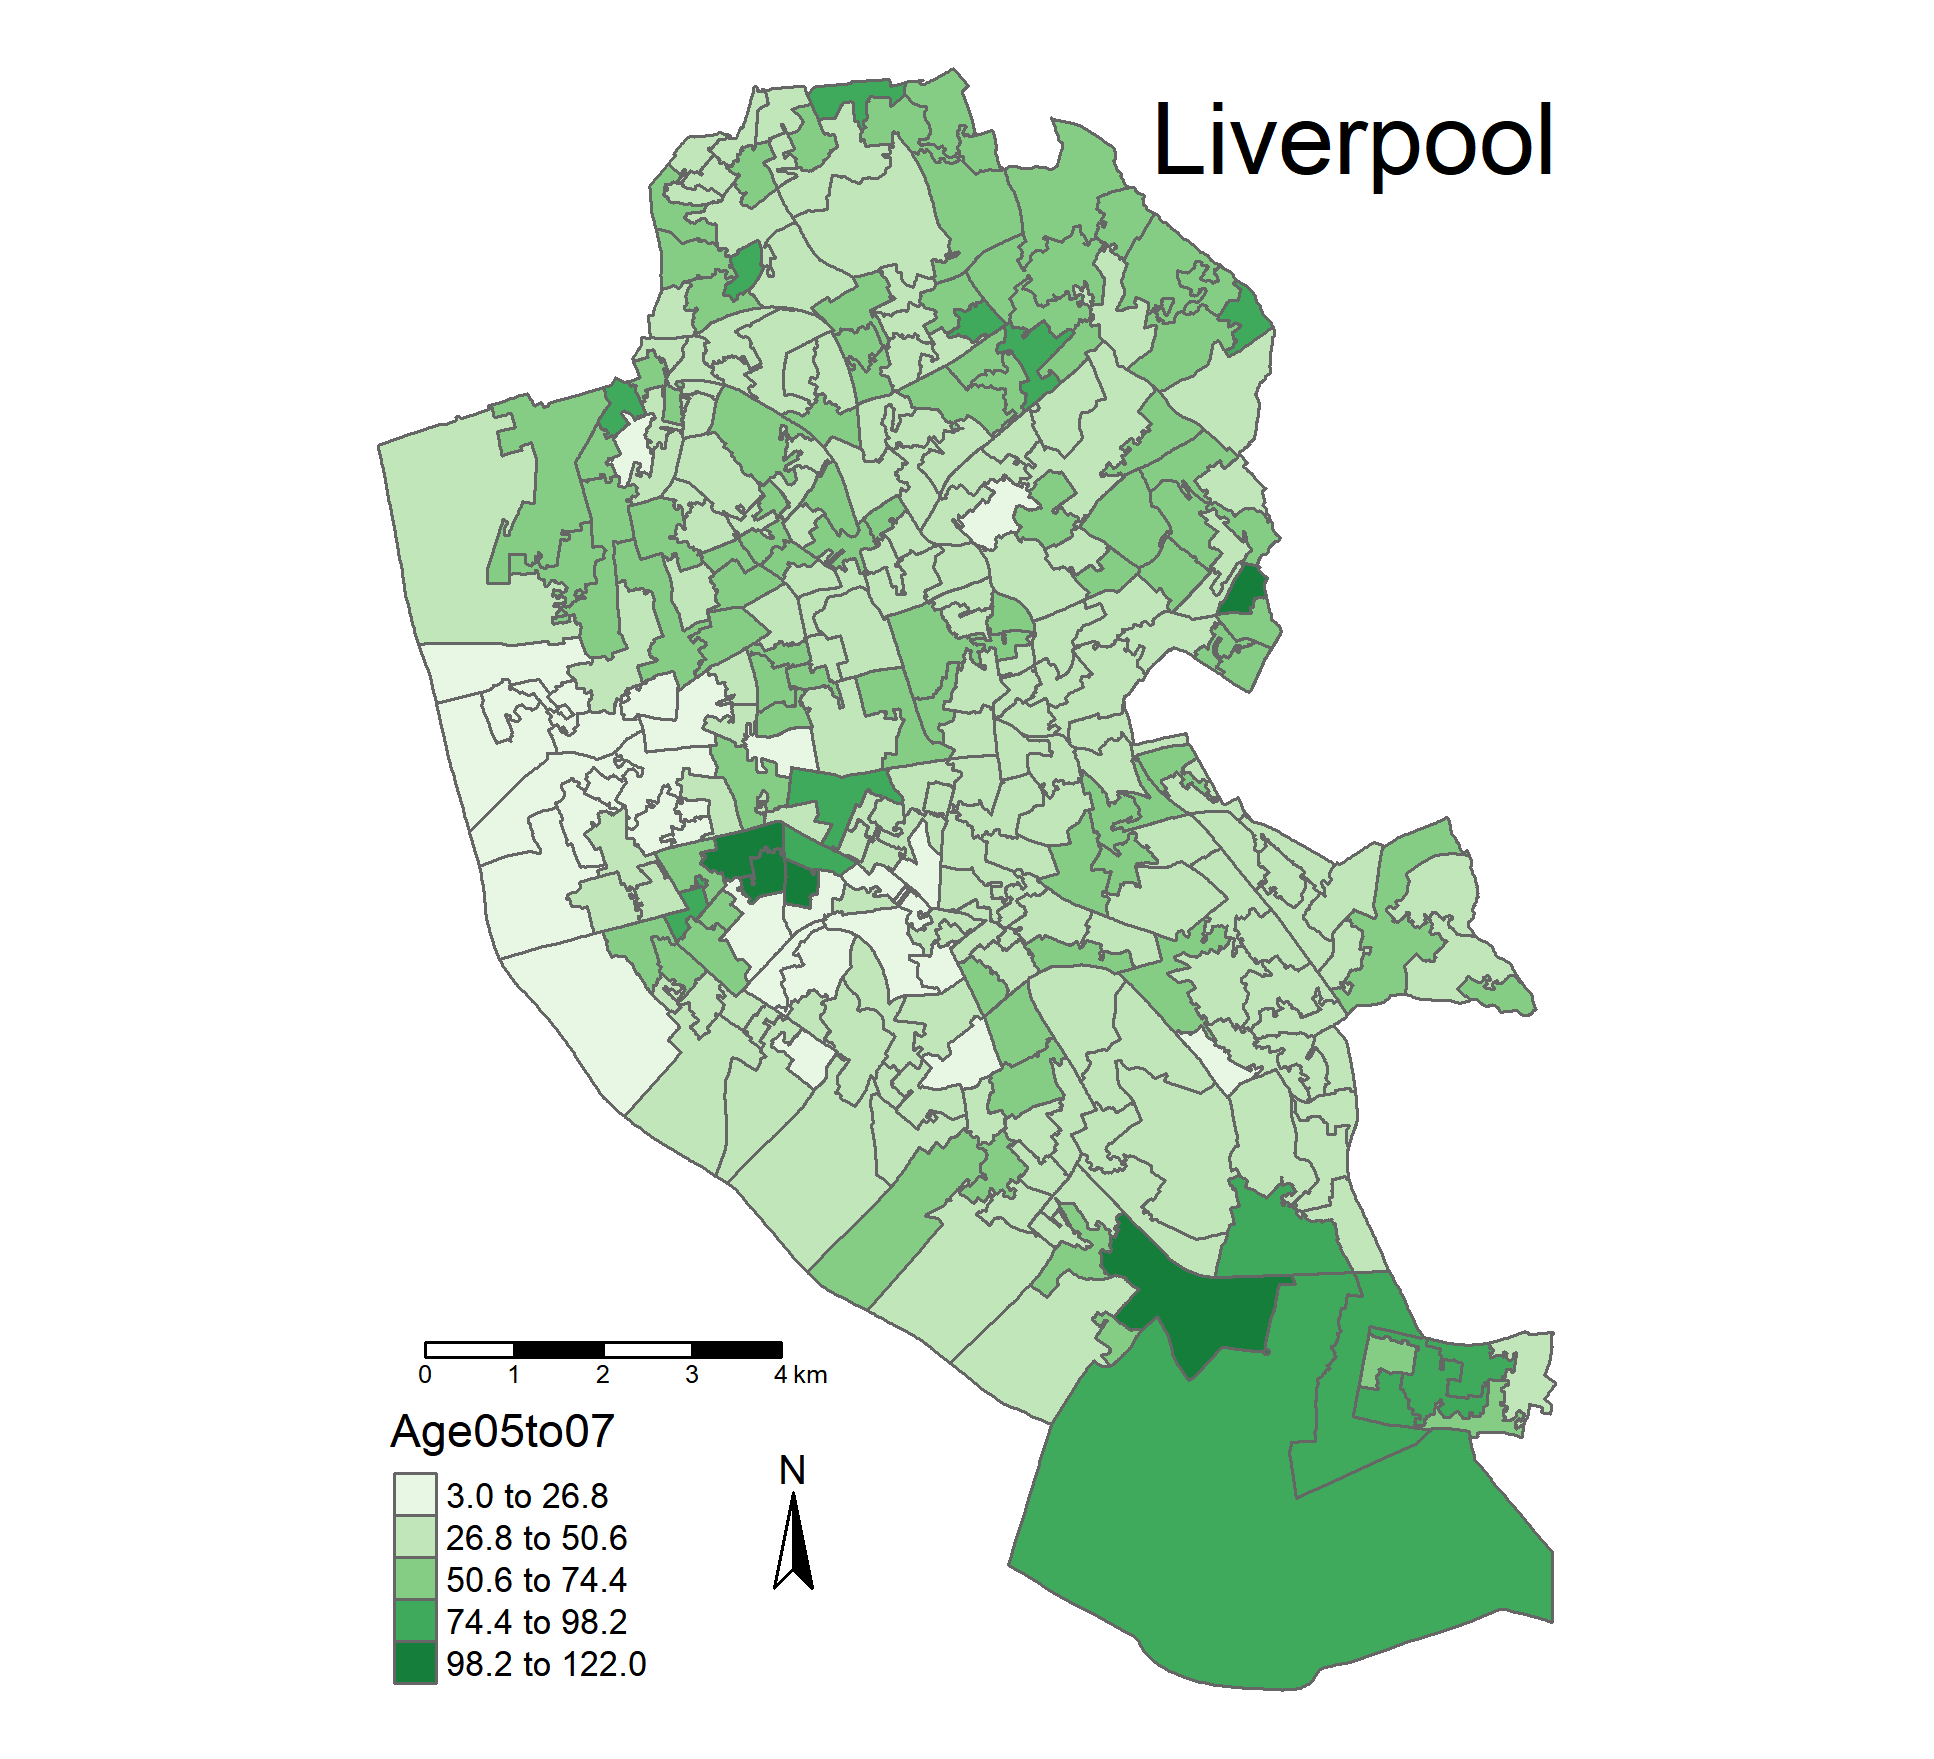 Liverpool
0 1 2 3 4 km
Age05to07
N
3.0 to 26.8
26.8 to 50.6
50.6 to 74.4
74.4 to 98.2
98.2 to 122.0